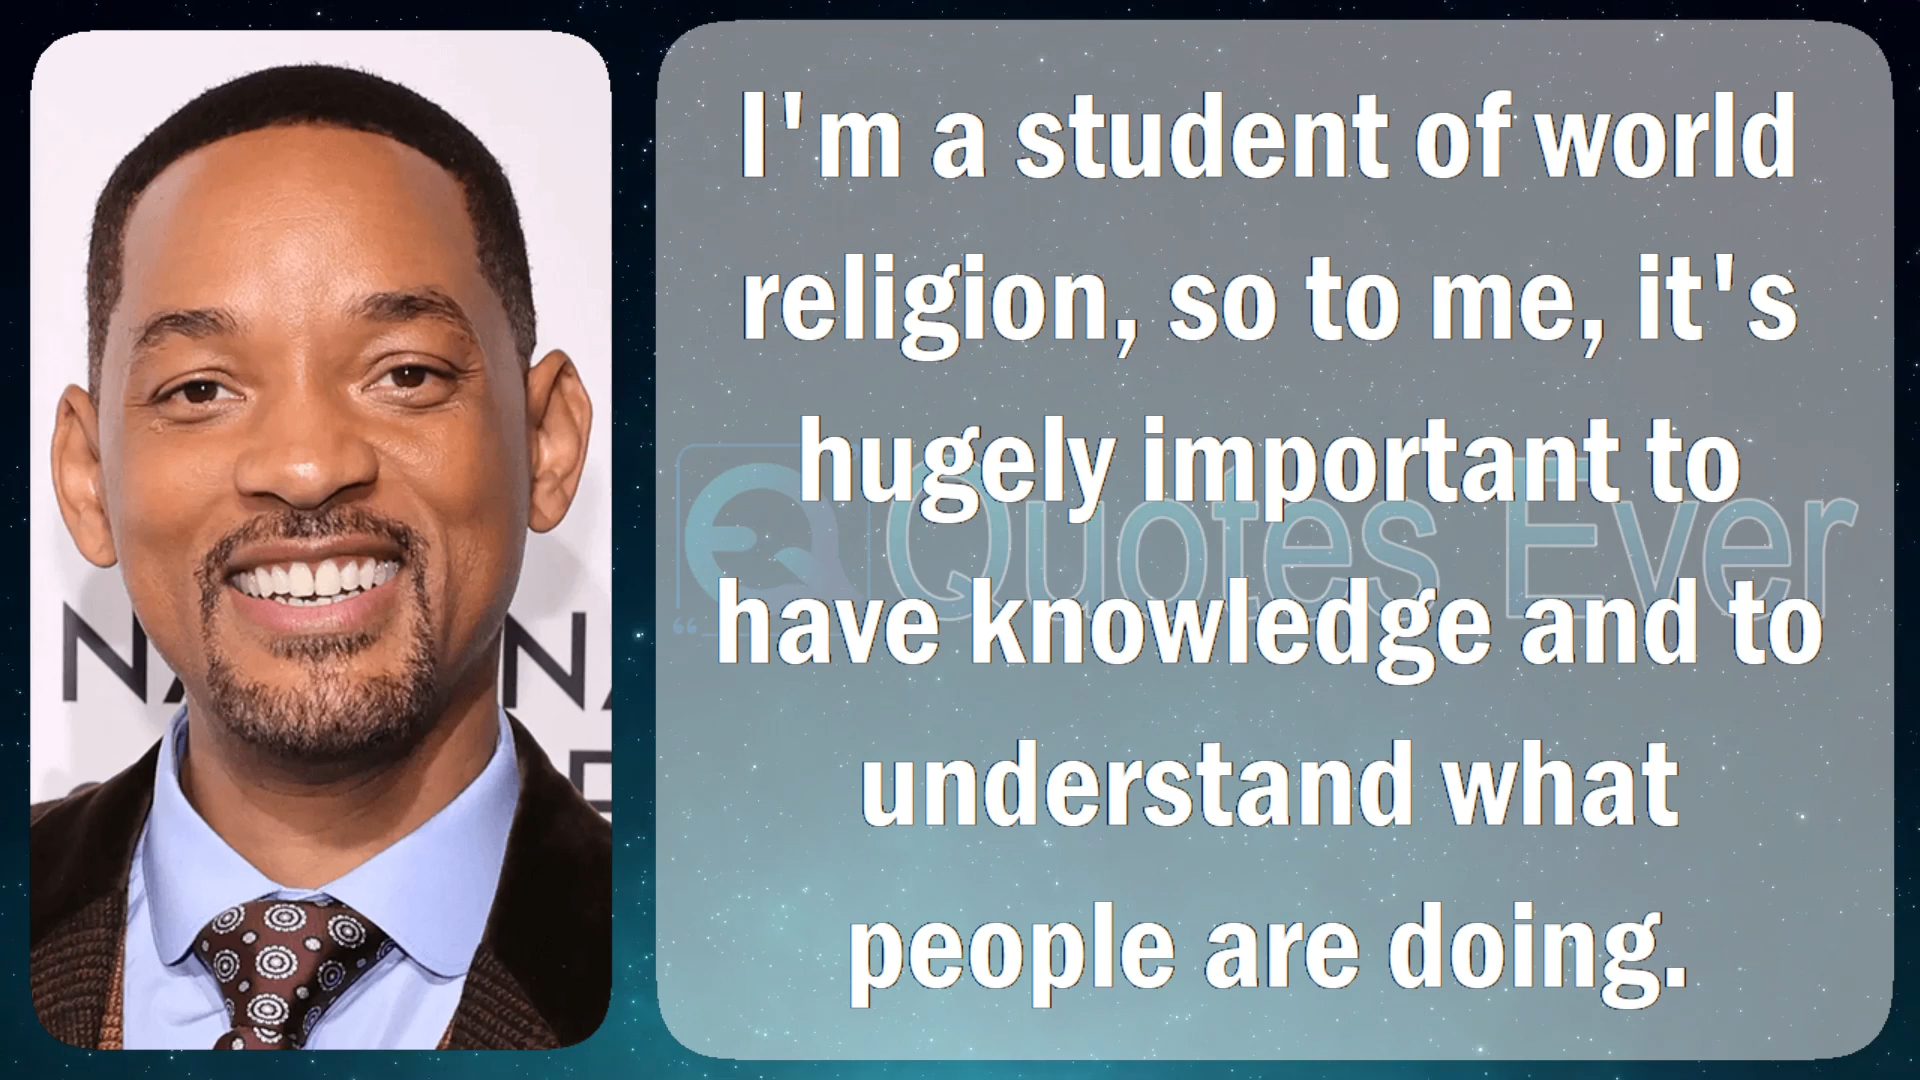 I'm a student of world
religion, so to me, it's
hugely important to
have knowledge and to
understand what
people are doing.
Quotes Ever